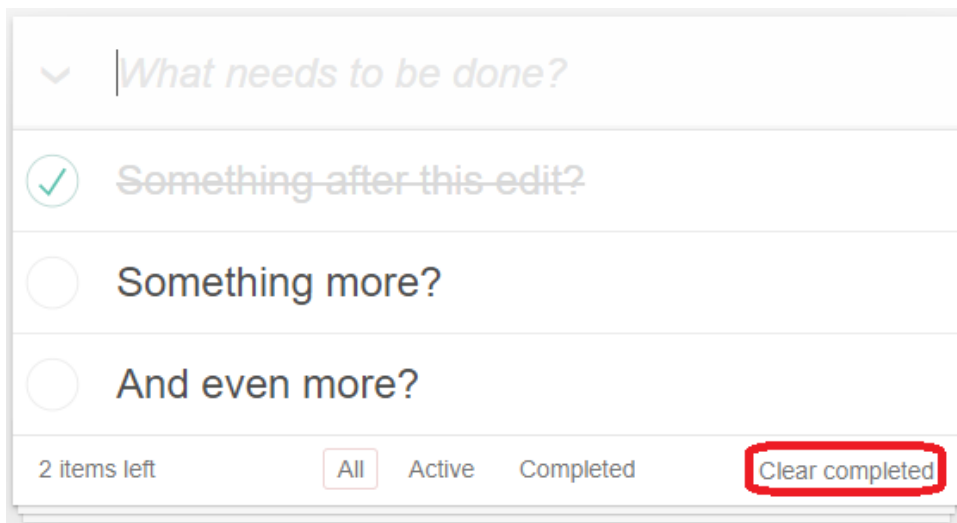 What needs to be done?
Something after this edit?
Something more?
And even more?
2 items left All Active Completed Clear completed